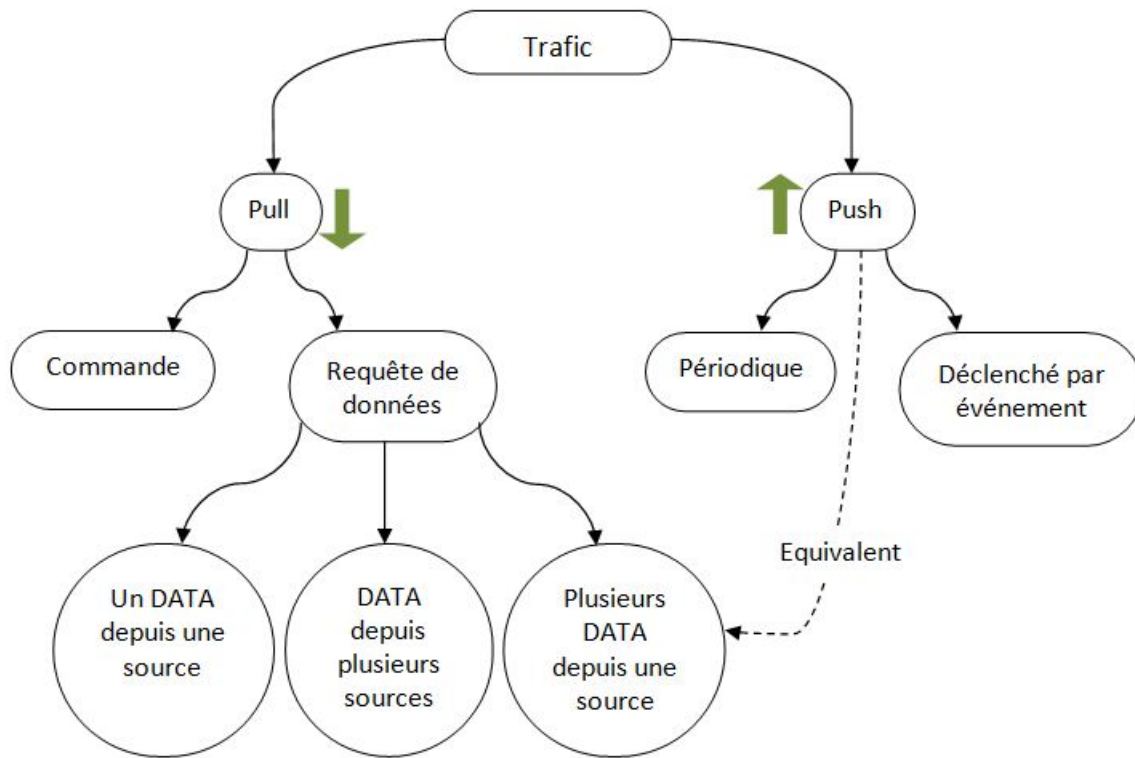 Trafic
Pull
Push
Commande
Requête de
données
Périodique
Déclenché par
événement
Equivalent
Un DATA
depuis une
source
DATA
depuis
plusieurs
sources
Plusieurs
DATA
depuis une
source